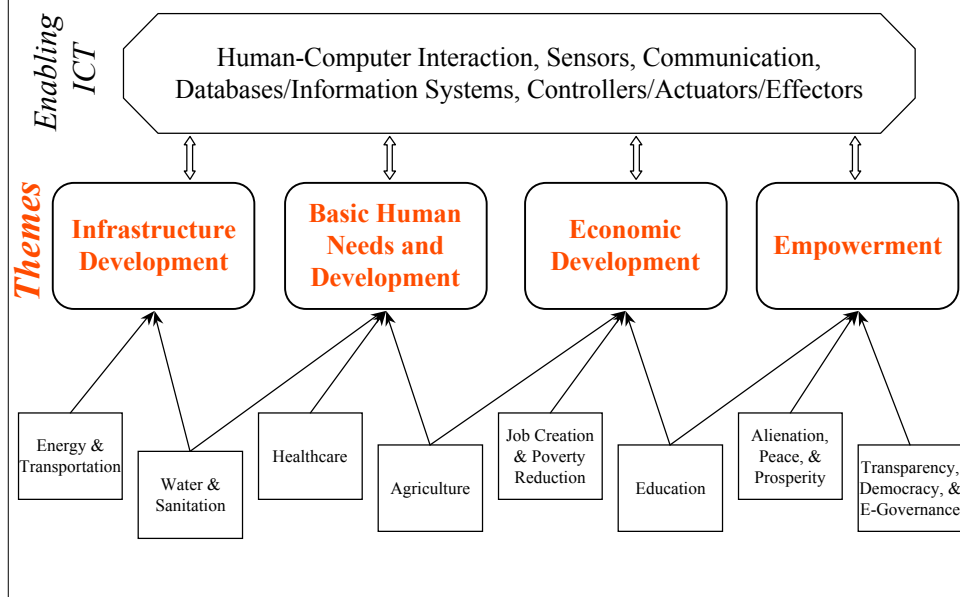 Enabling
ICT
Human-Computer Interaction, Sensors, Communication,
Databases/Information Systems, Controllers/Actuators/Effectors
Themes
Infrastructure
Development
Basic Human
Needs and
Development
Economic
Development
Empowerment
Energy &
Transportation
Water &
Sanitation
Healthcare
Agriculture
Job Creation
& Poverty
Reduction
Education
Alienation,
Peace, &
Prosperity
Transparency,
Democracy, &
E-Governance